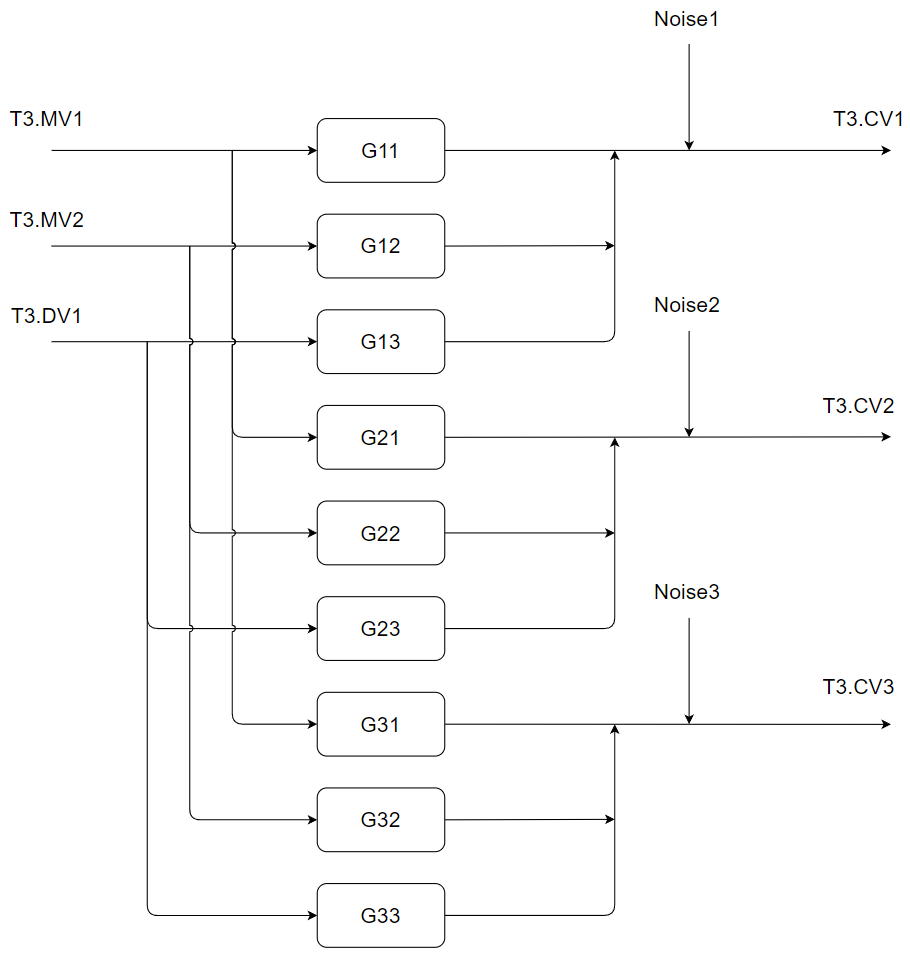 Noise1
T3.MV1
T3.CV1
G11
T3.MV2
G12
Noise2
T3.DV1
G13
T3.CV2
G21
G22
Noise3
G23
T3.CV3
G31
G32
G33